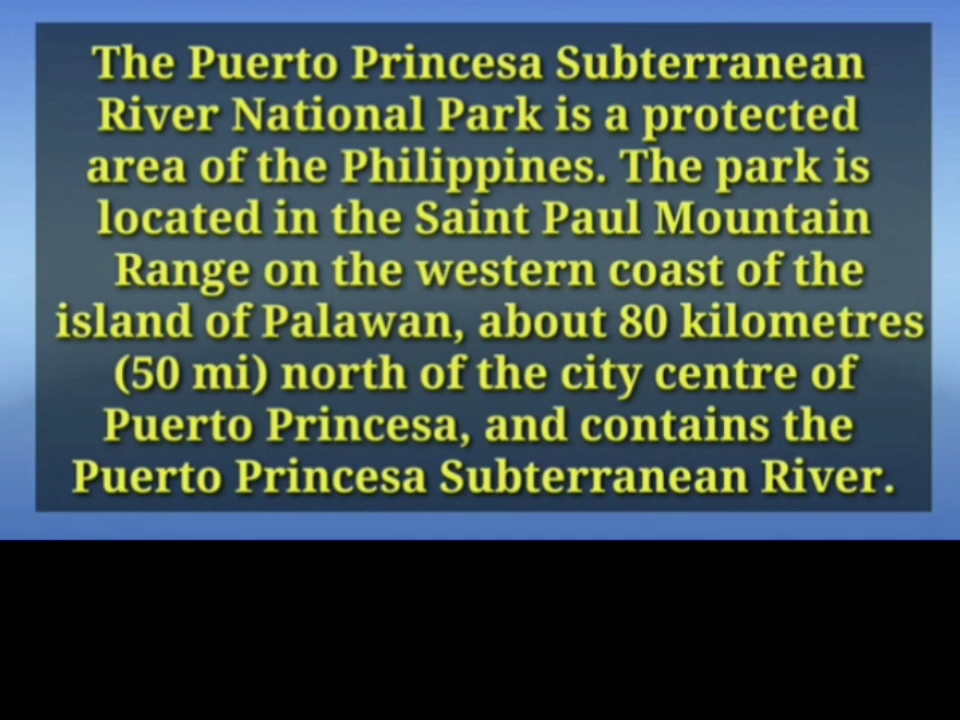 The Puerto Princesa Subterranean
River National Park is a protected
area of the Philippines. The park is
located in the Saint Paul Mountain
Range on the western coast of the
island of Palawan, about 80 kilometres
(50 mi) north of the city centre of
Puerto Princesa, and contains the
Puerto Princesa Subterranean River.